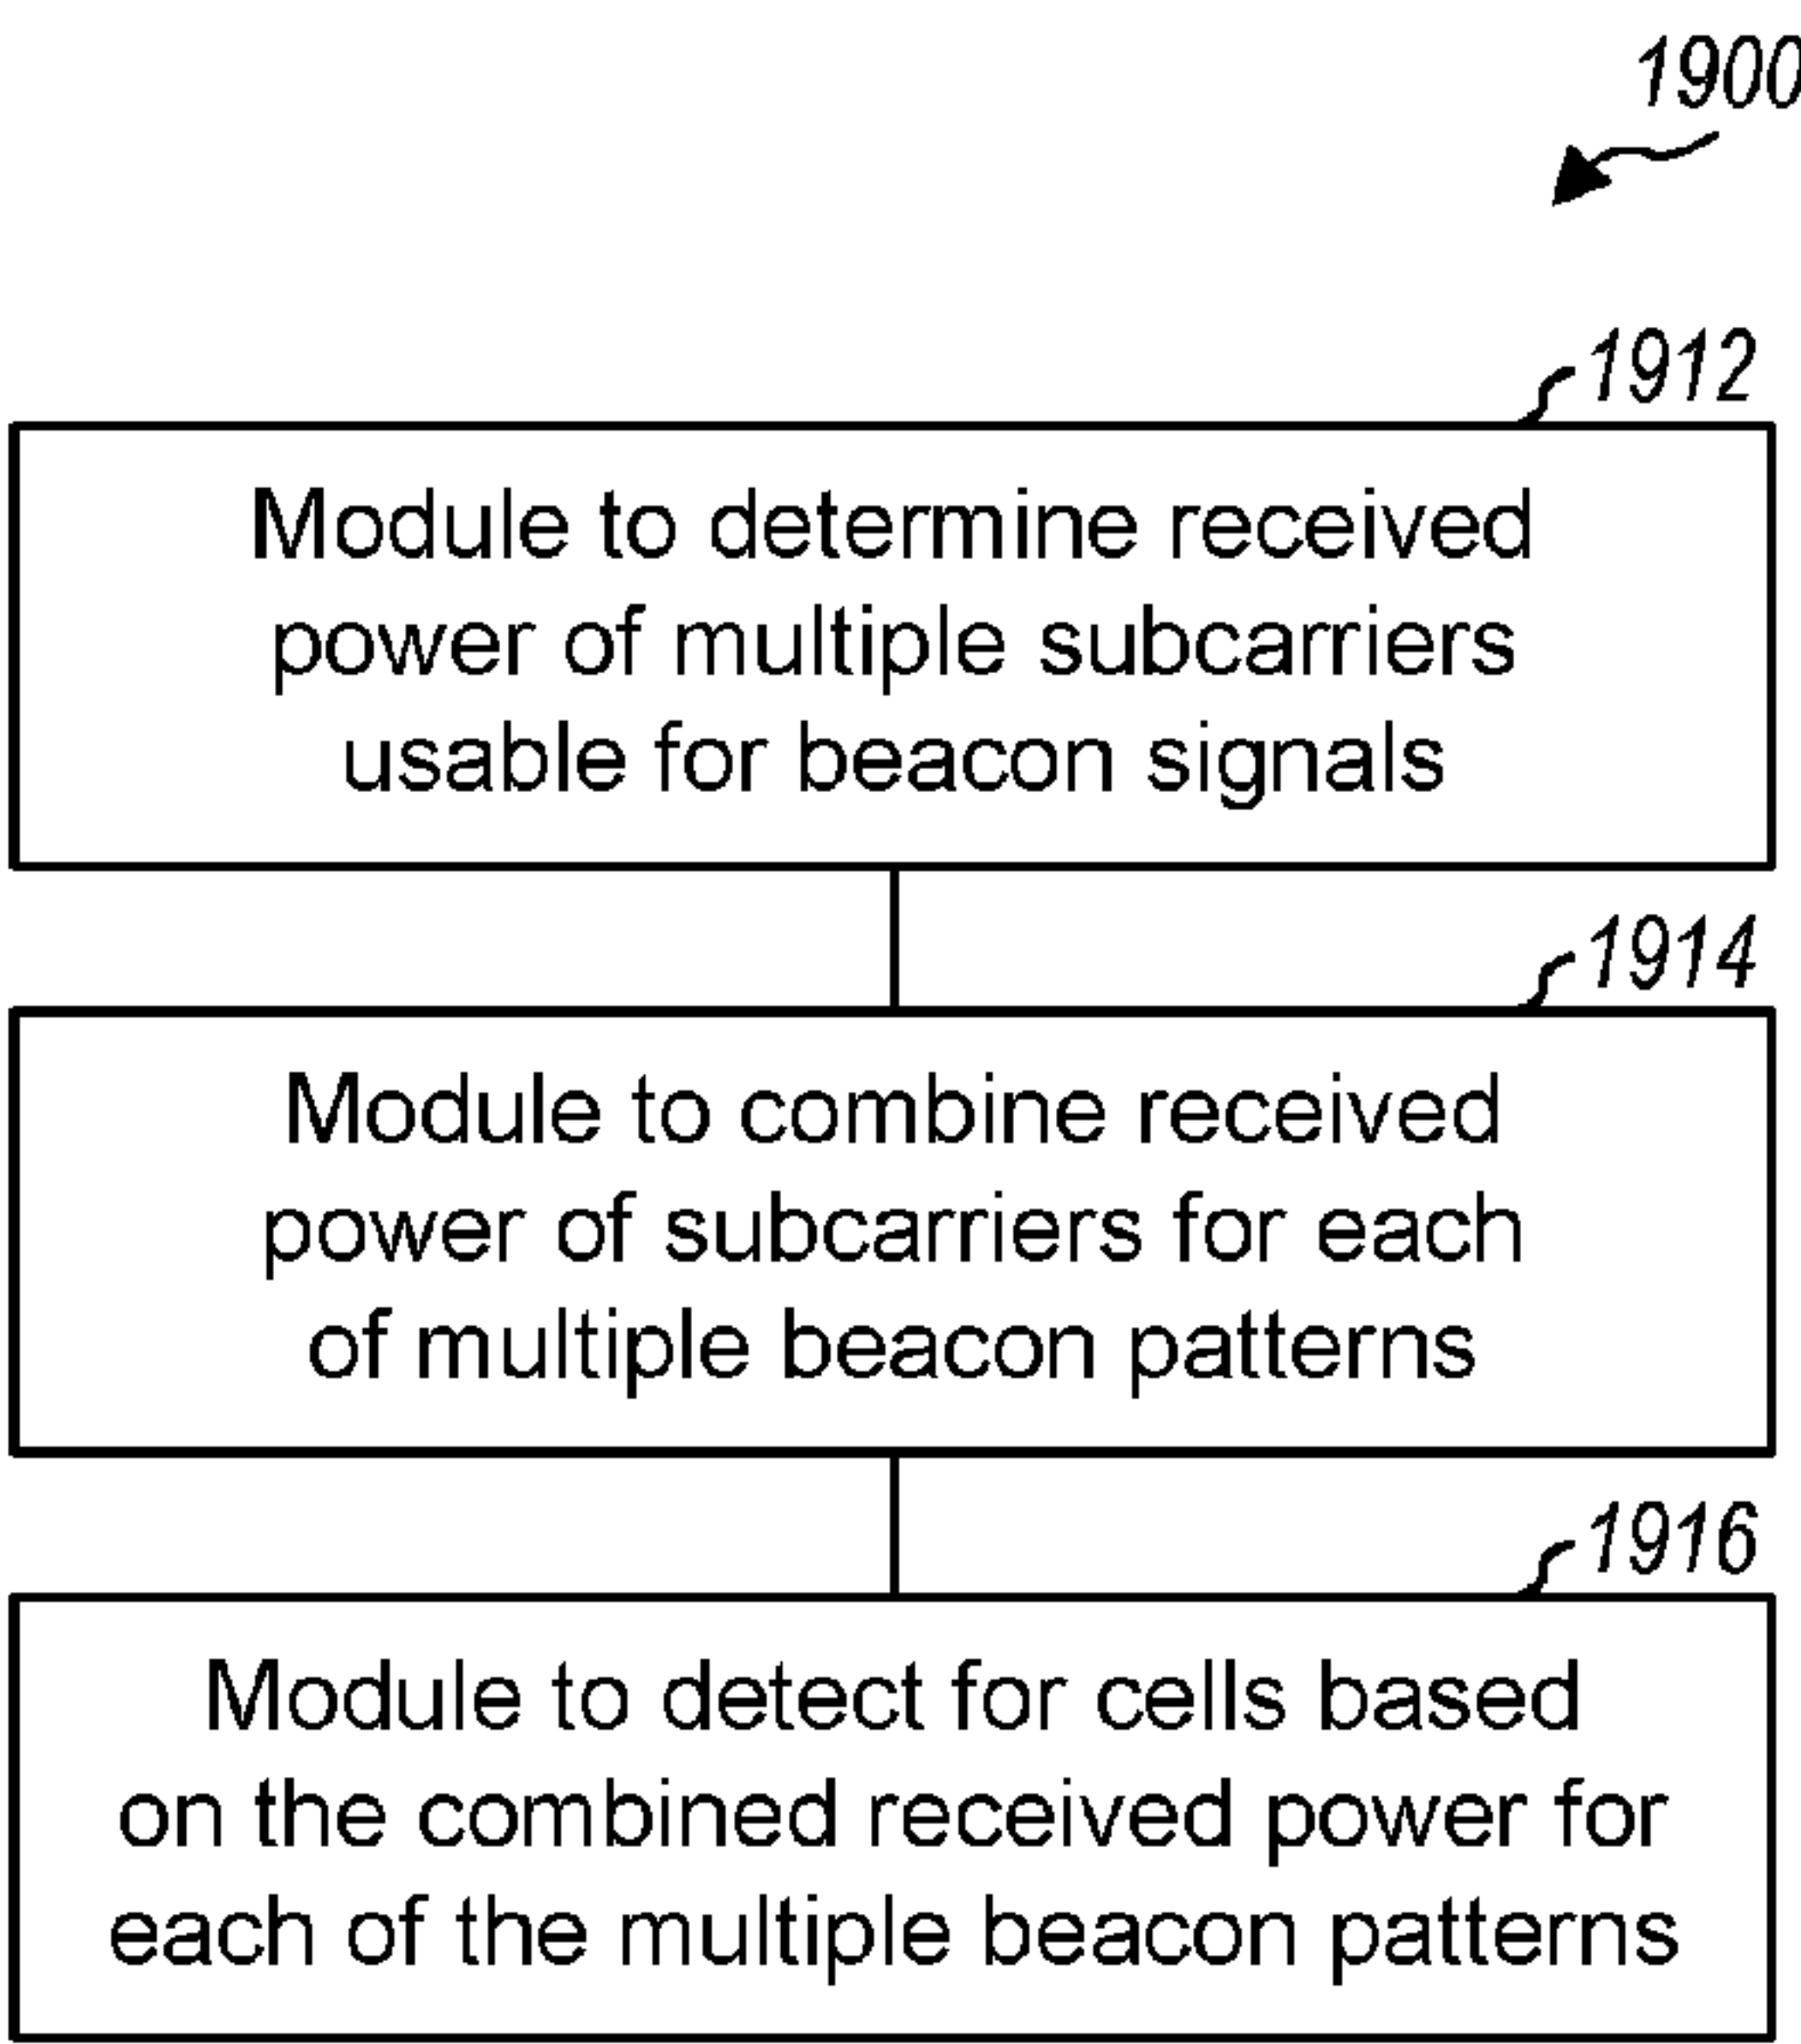 1900
1912
Module to determine received
power of multiple subcarriers
usable for beacon signals
1914
Module to combine received
power of subcarriers for each
of multiple beacon patterns
1916
Module to detect for cells based
on the combined received power for
each of the multiple beacon patterns